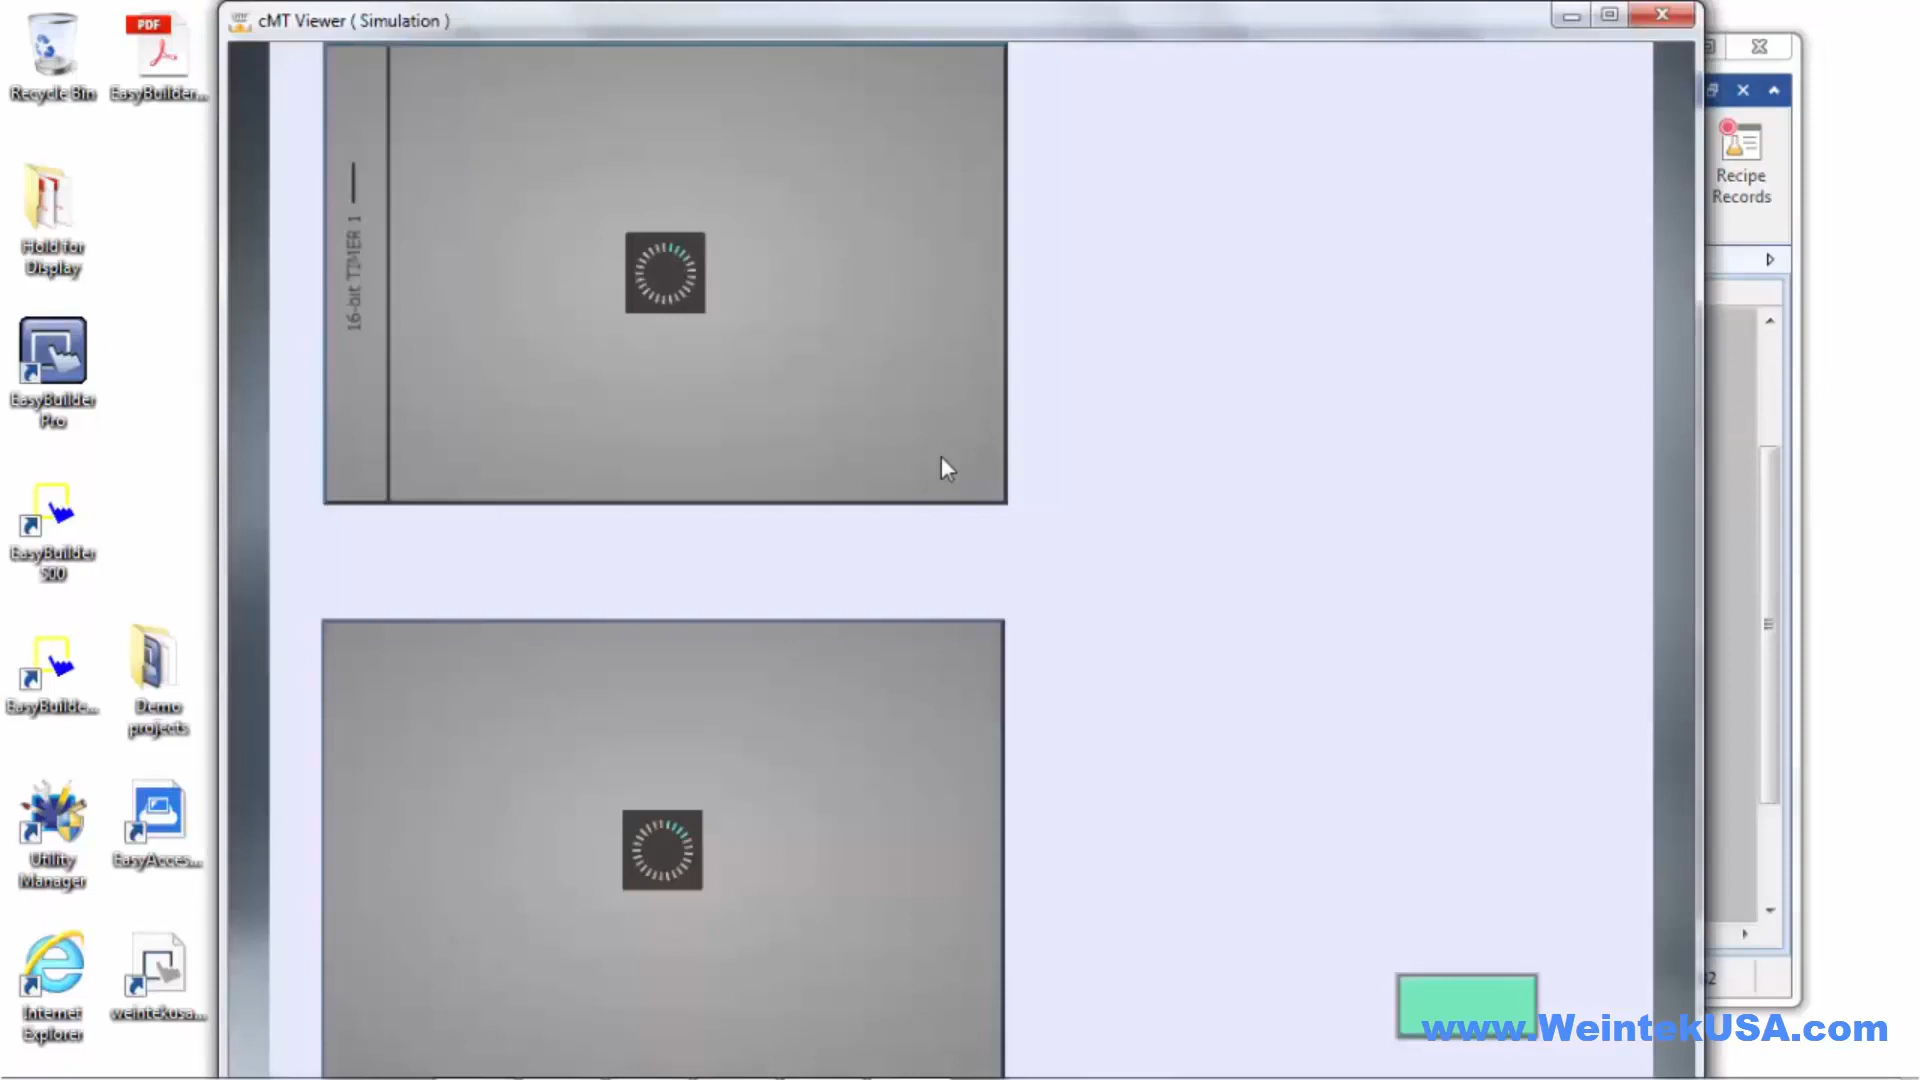 cMT Viewer ( Simulation )
PDF
Recycle Bin
EasyBuilder...
Hold for
Display
EasyBuilder
Pro
EasyBuilder
500
EasyBuilde...
Demo
projects
Utility
Manager
EasyAcces...
Internet
Explorer
weintekusa...
16-bit TIMER 1
Recipe
Records
www.WeintekUSA.com